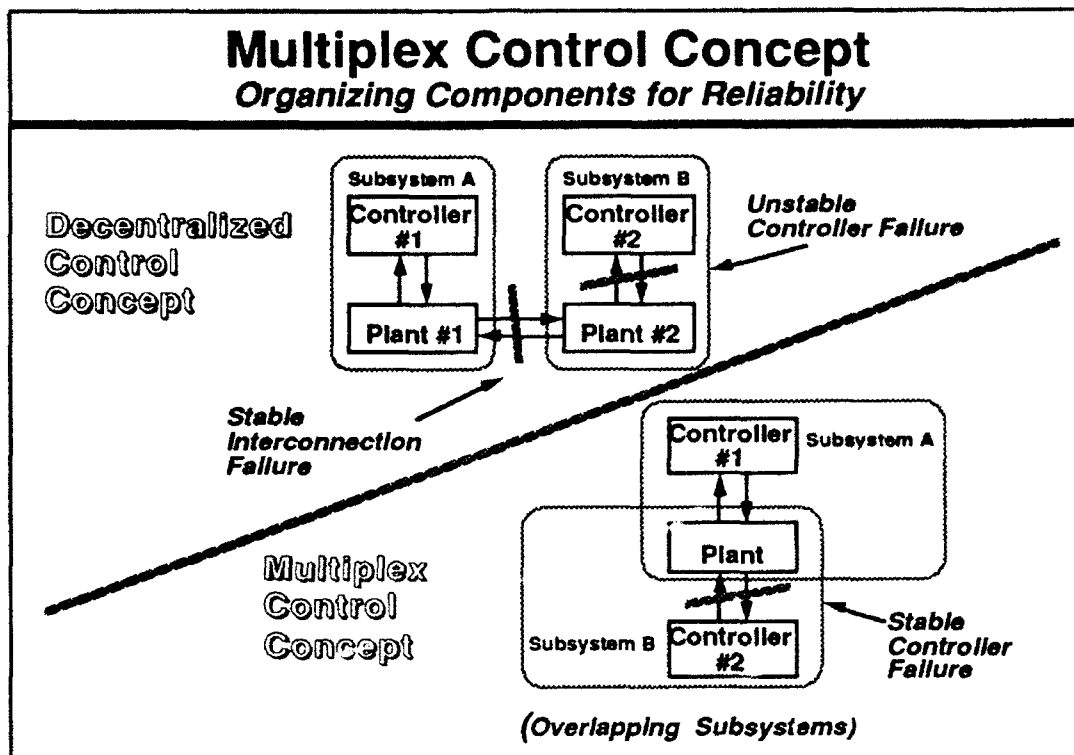 Multiplex Control Concept
Organizing Components for Reliability
Decentralized
Control
Concept
Subsystem A
Controller
#1
Plant #1
Subsystem B
Controller
#2
Plant #2
Unstable
Controller Failure
Stable
Interconnection
Failure
Multiplex
Control
Concept
Controller
#1
Subsystem A
Plant
Subsystem B
Controller
#2
Stable
Controller
Failure
(Overlapping Subsystems)